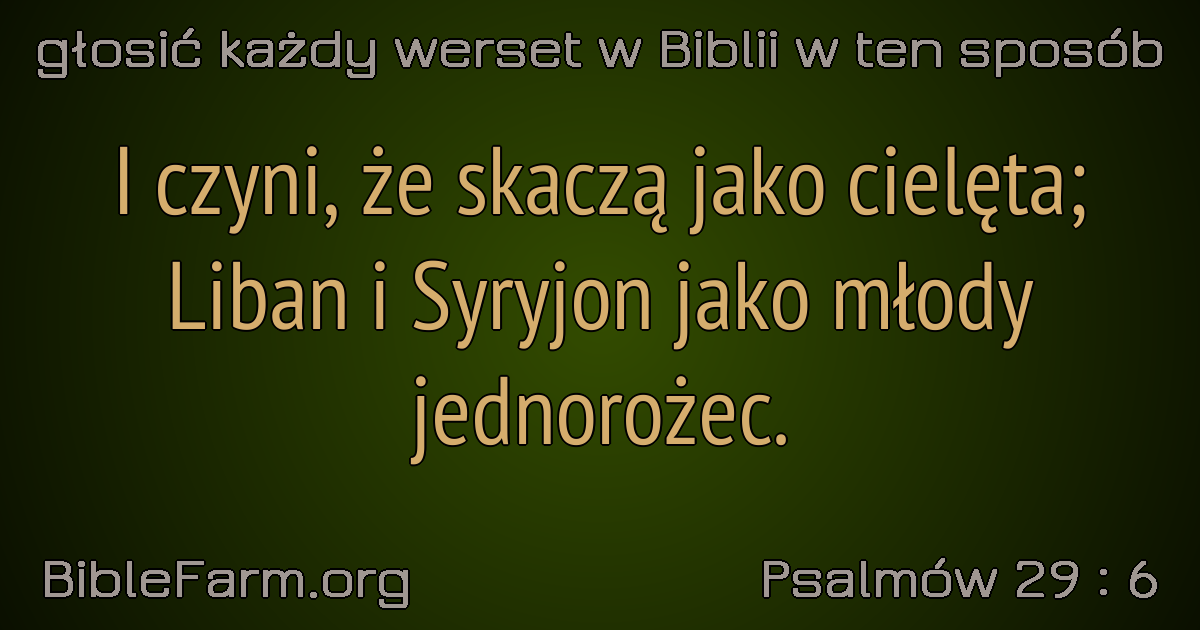 głosić każdy werset w Biblii w ten sposób
I czyni, że skaczą jako cielęta;
Liban i Syryjon jako młody
jednorożec.
BibleFarm.org
Psalmów 29 : 6